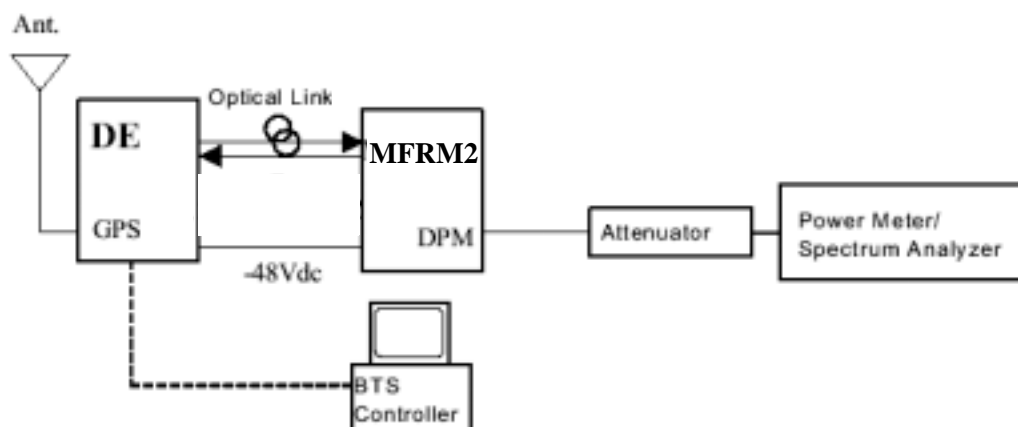 Ant.
Optical Link
DE
MFRM2
GPS
DPM
Attenuator
Power Meter/
Spectrum Analyzer
-48Vdc
BTS
Controller